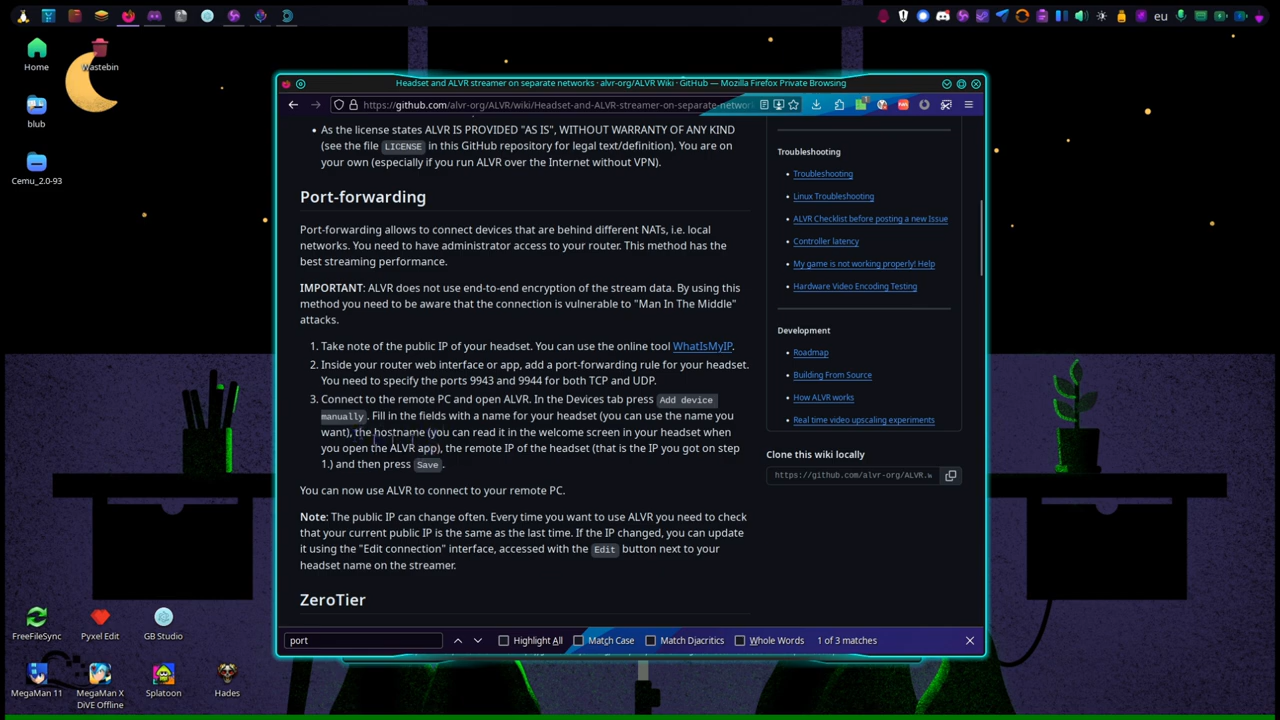 eu
Home
Wastebin
blub
Cemu_2.0-93
Headset and ALVR streamer on separate networks · alvr-org/ALVR Wiki · GitHub — Mozilla Firefox Private Browsing
https://github.com/alvr-org/ALVR/wiki/Headset-and-ALVR-streamer-on-separate-networ
• As the license states ALVR IS PROVIDED "AS IS", WITHOUT WARRANTY OF ANY KIND
(see the file LICENSE in this GitHub repository for legal text/definition). You are on
your own (especially if you run ALVR over the Internet without VPN).
Port-forwarding
Port-forwarding allows to connect devices that are behind different NATs, i.e. local
networks. You need to have administrator access to your router. This method has the
best streaming performance.
IMPORTANT: ALVR does not use end-to-end encryption of the stream data. By using this
method you need to be aware that the connection is vulnerable to "Man In The Middle"
attacks.
1. Take note of the public IP of your headset. You can use the online tool WhatIsMyIP.
2. Inside your router web interface or app, add a port-forwarding rule for your headset.
You need to specify the ports 9943 and 9944 for both TCP and UDP.
3. Connect to the remote PC and open ALVR. In the Devices tab press Add device
manually. Fill in the fields with a name for your headset (you can use the name you
want), the hostname (you can read it in the welcome screen in your headset when
you open the ALVR app), the remote IP of the headset (that is the IP you got on step
1.) and then press Save.
You can now use ALVR to connect to your remote PC.
Note: The public IP can change often. Every time you want to use ALVR you need to check
that your current public IP is the same as the last time. If the IP changed, you can update
it using the "Edit connection" interface, accessed with the Edit button next to your
headset name on the streamer.
ZeroTier
Troubleshooting
• Troubleshooting
• Linux Troubleshooting
• ALVR Checklist before posting a new Issue
• Controller latency
• My game is not working properly! Help
• Hardware Video Encoding Testing
Development
• Roadmap
• Building From Source
• How ALVR works
• Real time video upscaling experiments
Clone this wiki locally
https://github.com/alvr-org/ALVR.w
port
Highlight All
Match Case
Match Diacritics
Whole Words
1 of 3 matches
FreeFileSync
Pyxel Edit
GB Studio
MegaMan 11
MegaMan X
DiVE Offline
Splatoon
Hades